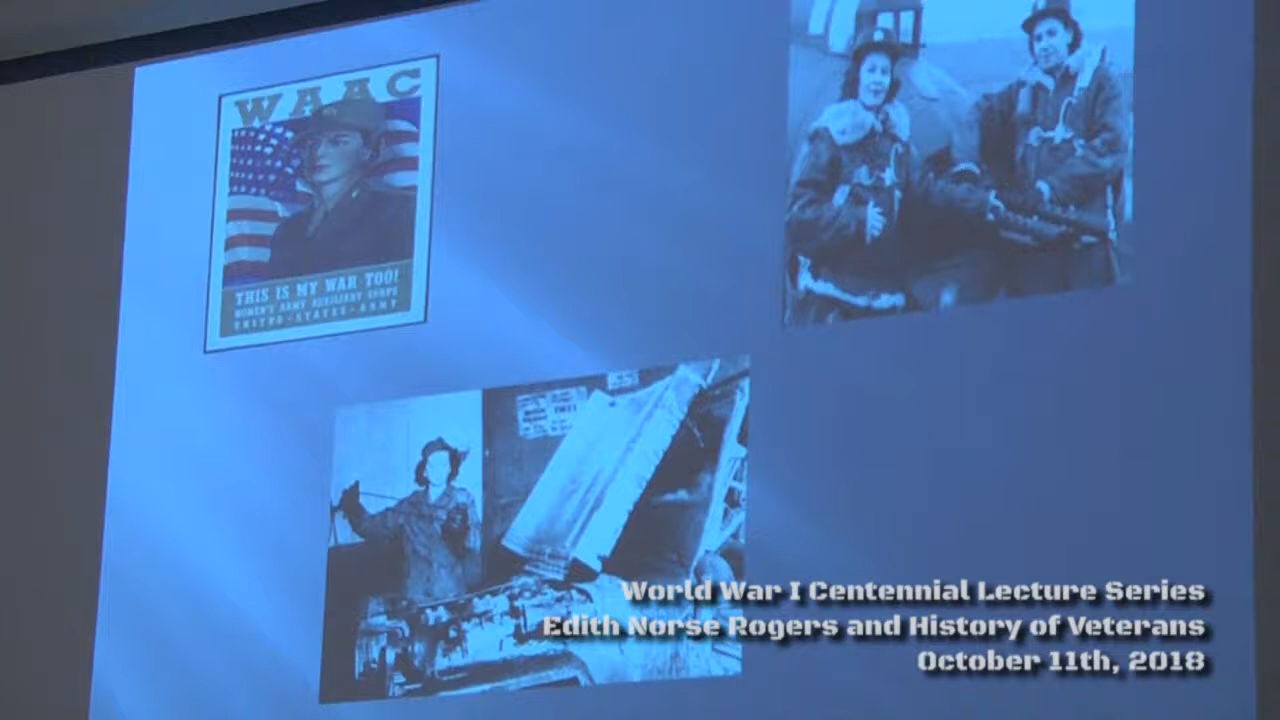 WAAC
THIS IS MY WAR TOO!
WOMEN'S ARMY AUXILIARY CORPS
UNITED · STATES · ARMY
World War I Centennial Lecture Series
Edith Norse Rogers and History of Veterans
October 11th, 2018